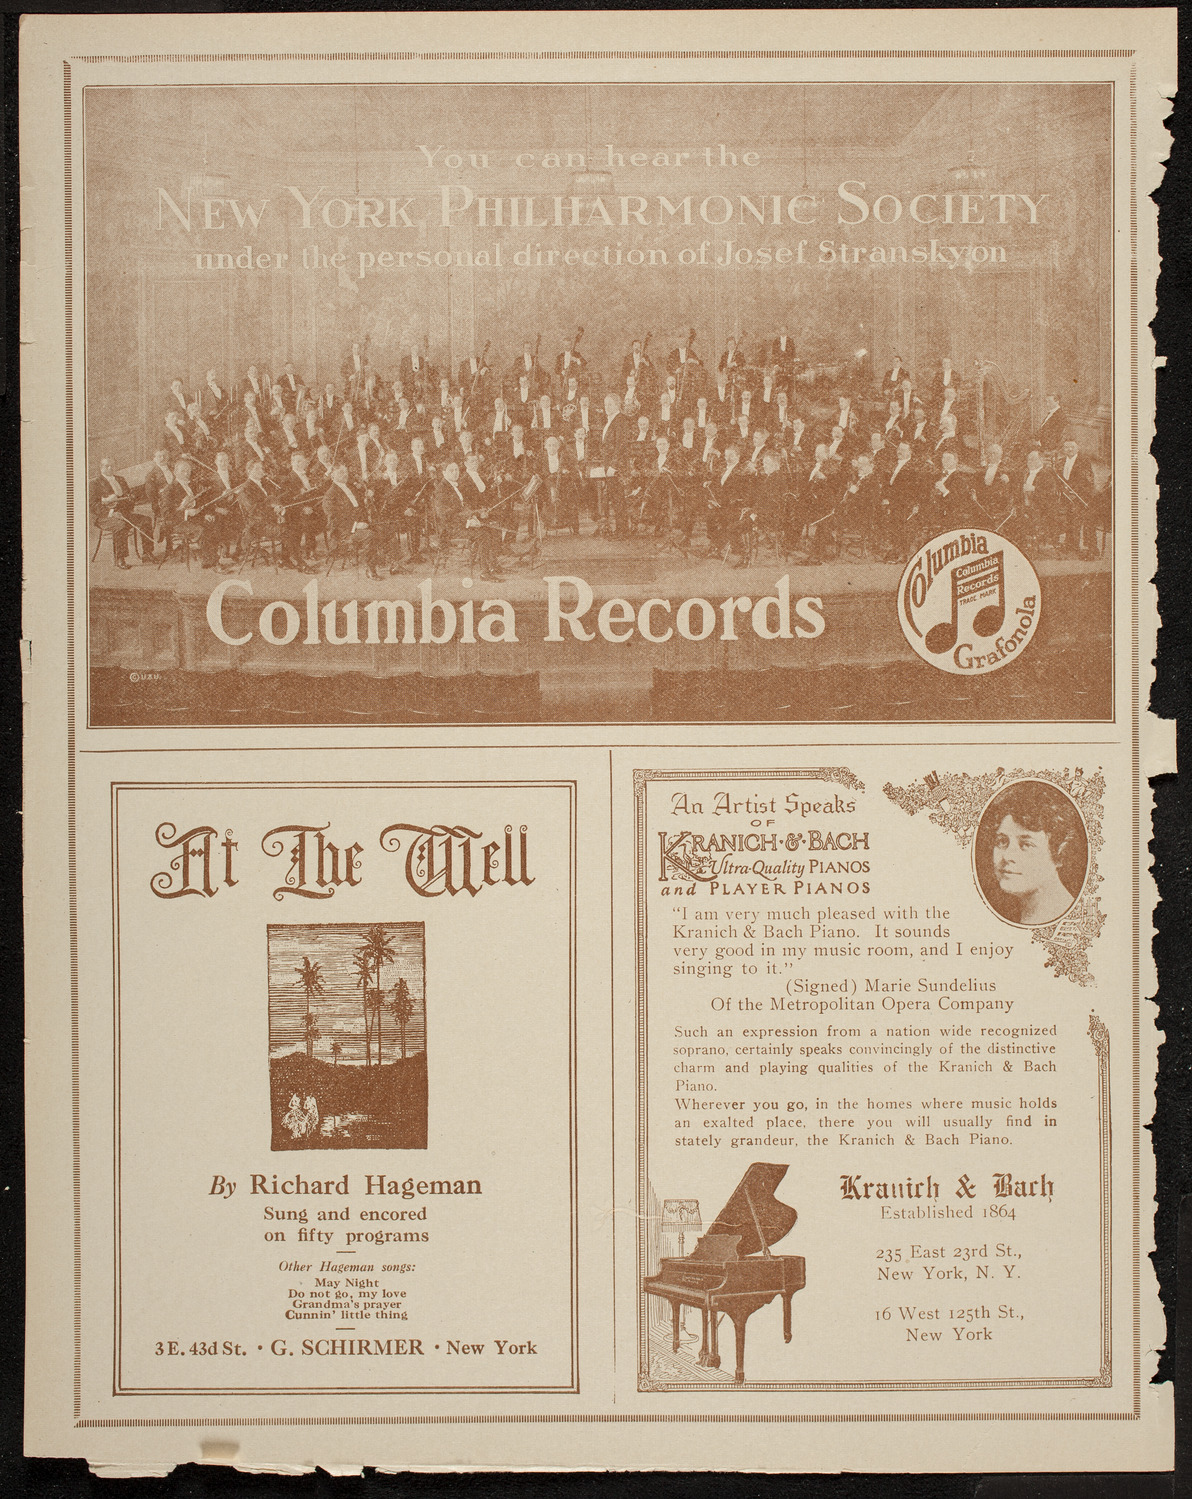 You can hear the
New York Philharmonic Society
under the personal direction of Josef Stransky on
Columbia Records
Columbia
Columbia
Records
TRADE MARK
Grafonola
© U & U
At The Well
By Richard Hageman
Sung and encored
on fifty programs
Other Hageman songs:
May Night
Do not go, my love
Grandma's prayer
Cunnin' little thing
3 E. 43d St. · G. SCHIRMER · New York
An Artist Speaks
OF
KRANICH·&·BACH
Ultra-Quality PIANOS
and PLAYER PIANOS
"I am very much pleased with the
Kranich & Bach Piano. It sounds
very good in my music room, and I enjoy
singing to it."
(Signed) Marie Sundelius
Of the Metropolitan Opera Company
Such an expression from a nation wide recognized
soprano, certainly speaks convincingly of the distinctive
charm and playing qualities of the Kranich & Bach
Piano.
Wherever you go, in the homes where music holds
an exalted place, there you will usually find in
stately grandeur, the Kranich & Bach Piano.
Kranich & Bach
Established 1864
235 East 23rd St.,
New York, N. Y.
16 West 125th St.,
New York